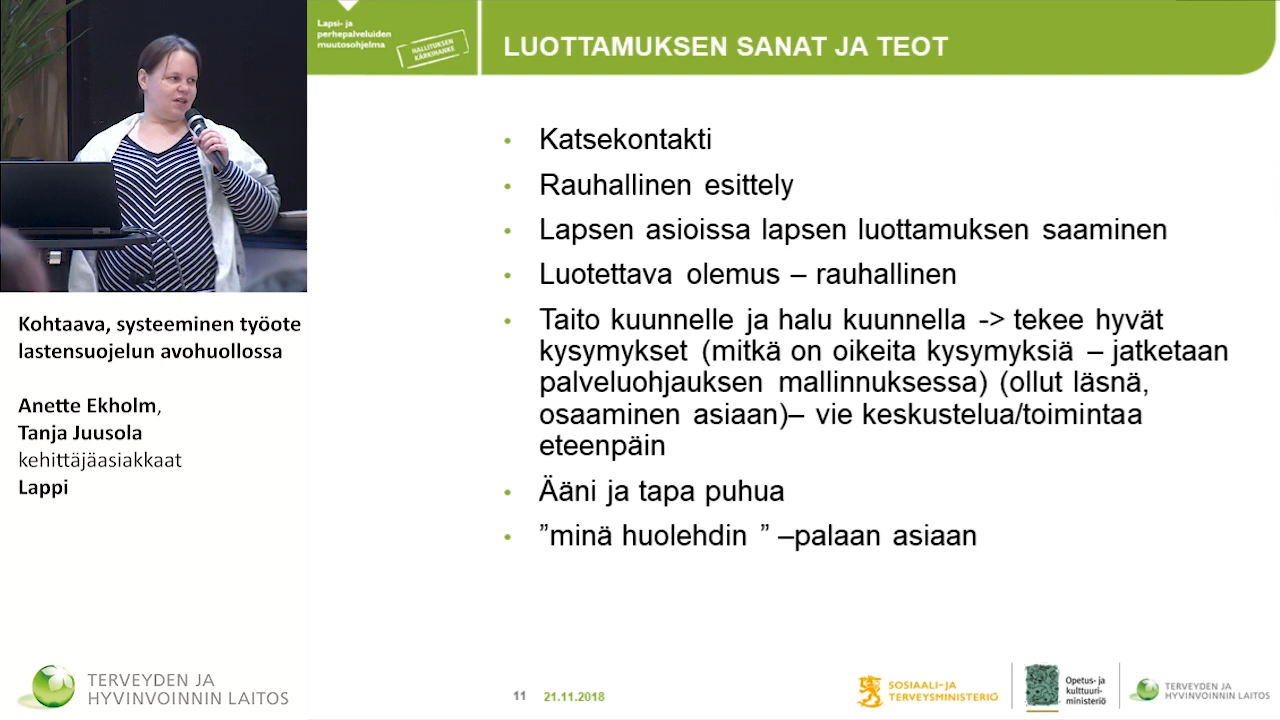 Lapsi- ja
perhepalveluiden
muutosohjelma
HALLITUKSEN
KÄRKIHANKE
LUOTTAMUKSEN SANAT JA TEOT
• Katsekontakti
• Rauhallinen esittely
• Lapsen asioissa lapsen luottamuksen saaminen
• Luotettava olemus – rauhallinen
• Taito kuunnelle ja halu kuunnella -> tekee hyvät
kysymykset (mitkä on oikeita kysymyksiä – jatketaan
palveluohjauksen mallinnuksessa) (ollut läsnä,
osaaminen asiaan)– vie keskustelua/toimintaa
eteenpäin
• Ääni ja tapa puhua
• ”minä huolehdin ” –palaan asiaan
Kohtaava, systeeminen työote
lastensuojelun avohuollossa
Anette Ekholm,
Tanja Juusola
kehittäjäasiakkaat
Lappi
TERVEYDEN JA
HYVINVOINNIN LAITOS
11 21.11.2018
SOSIAALI- JA
TERVEYSMINISTERIÖ
Opetus- ja
kulttuuri-
ministeriö
TERVEYDEN JA
HYVINVOINNIN LAITOS